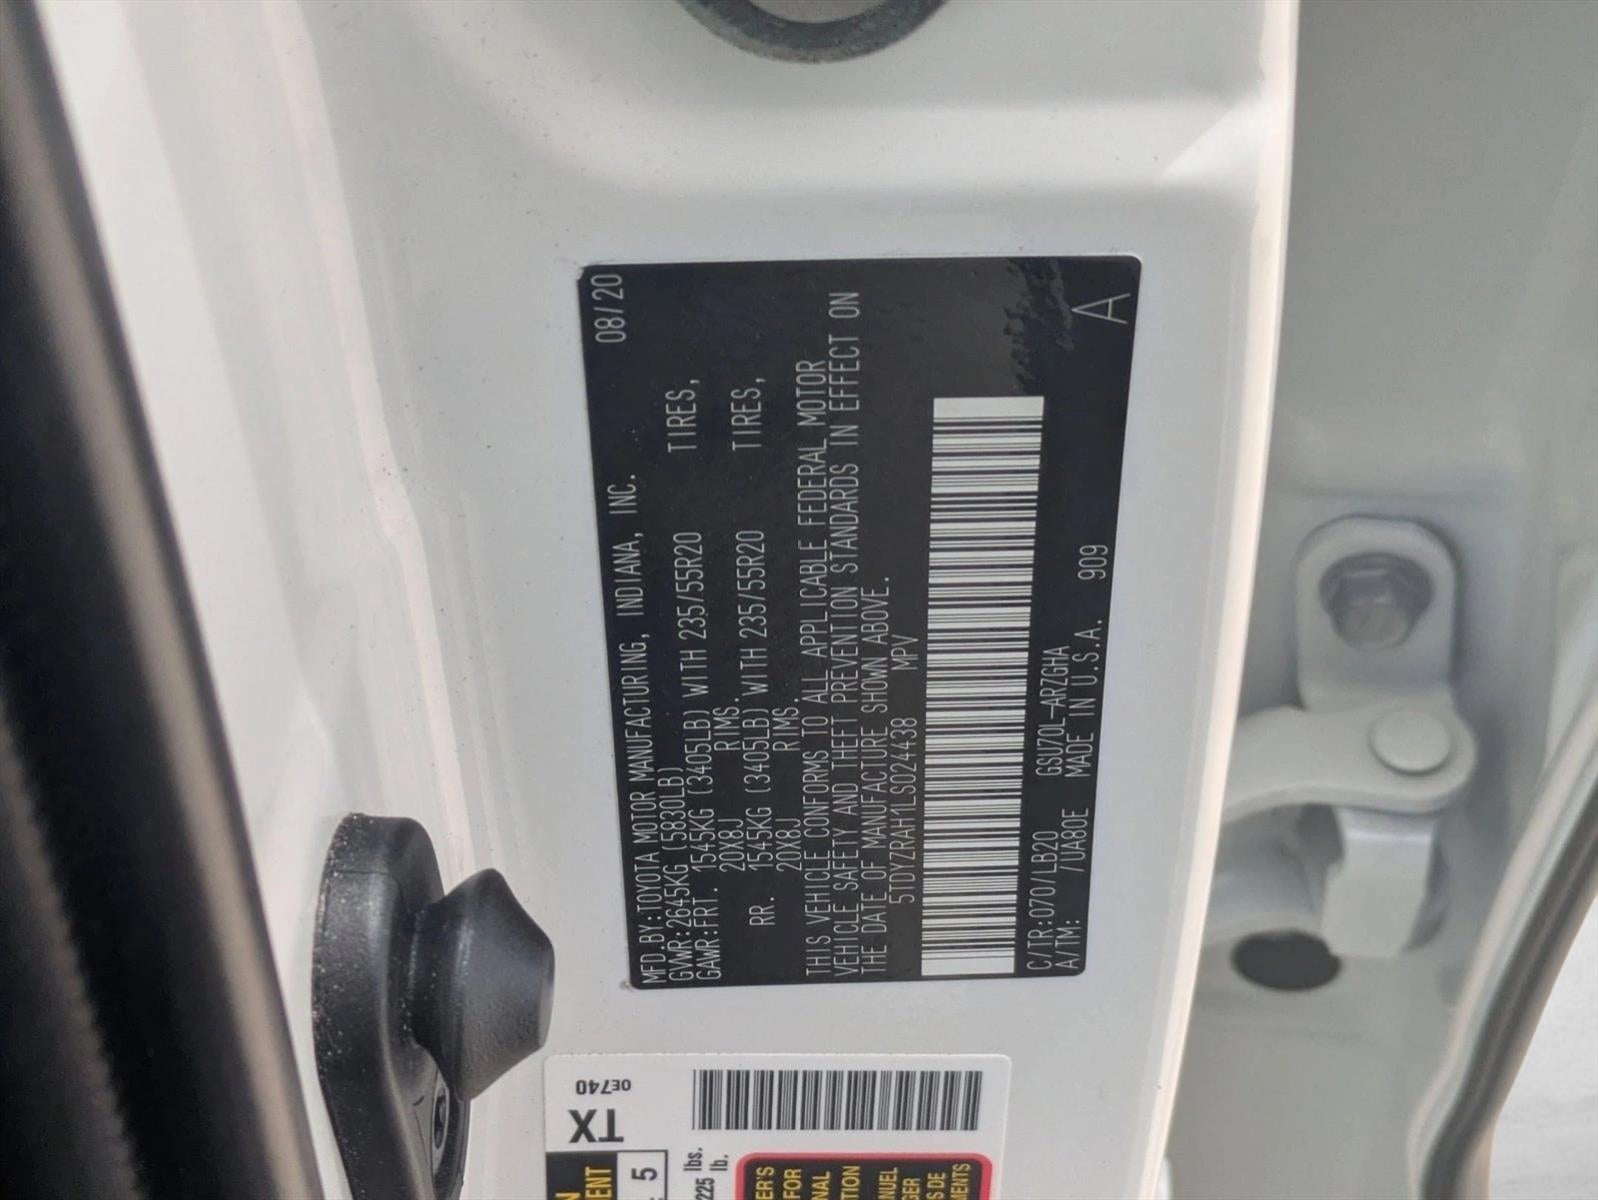 MFD.BY:TOYOTA MOTOR MANUFACTURING, INDIANA, INC. 08/20
GVWR:2645KG (5830LB)
GAWR:FRT. 1545KG (3405LB) WITH 235/55R20 TIRES,
20X8J RIMS.
RR. 1545KG (3405LB) WITH 235/55R20 TIRES,
20X8J RIMS.
THIS VEHICLE CONFORMS TO ALL APPLICABLE FEDERAL MOTOR
VEHICLE SAFETY AND THEFT PREVENTION STANDARDS IN EFFECT ON
THE DATE OF MANUFACTURE SHOWN ABOVE.
5TDYZRAH1LS024438 MPV
C/TR:070/LB20 GSU70L-ARZGHA
A/TM: /UA80E MADE IN U.S.A. 909
A
TX
0E740
5
225
lbs.
lb.